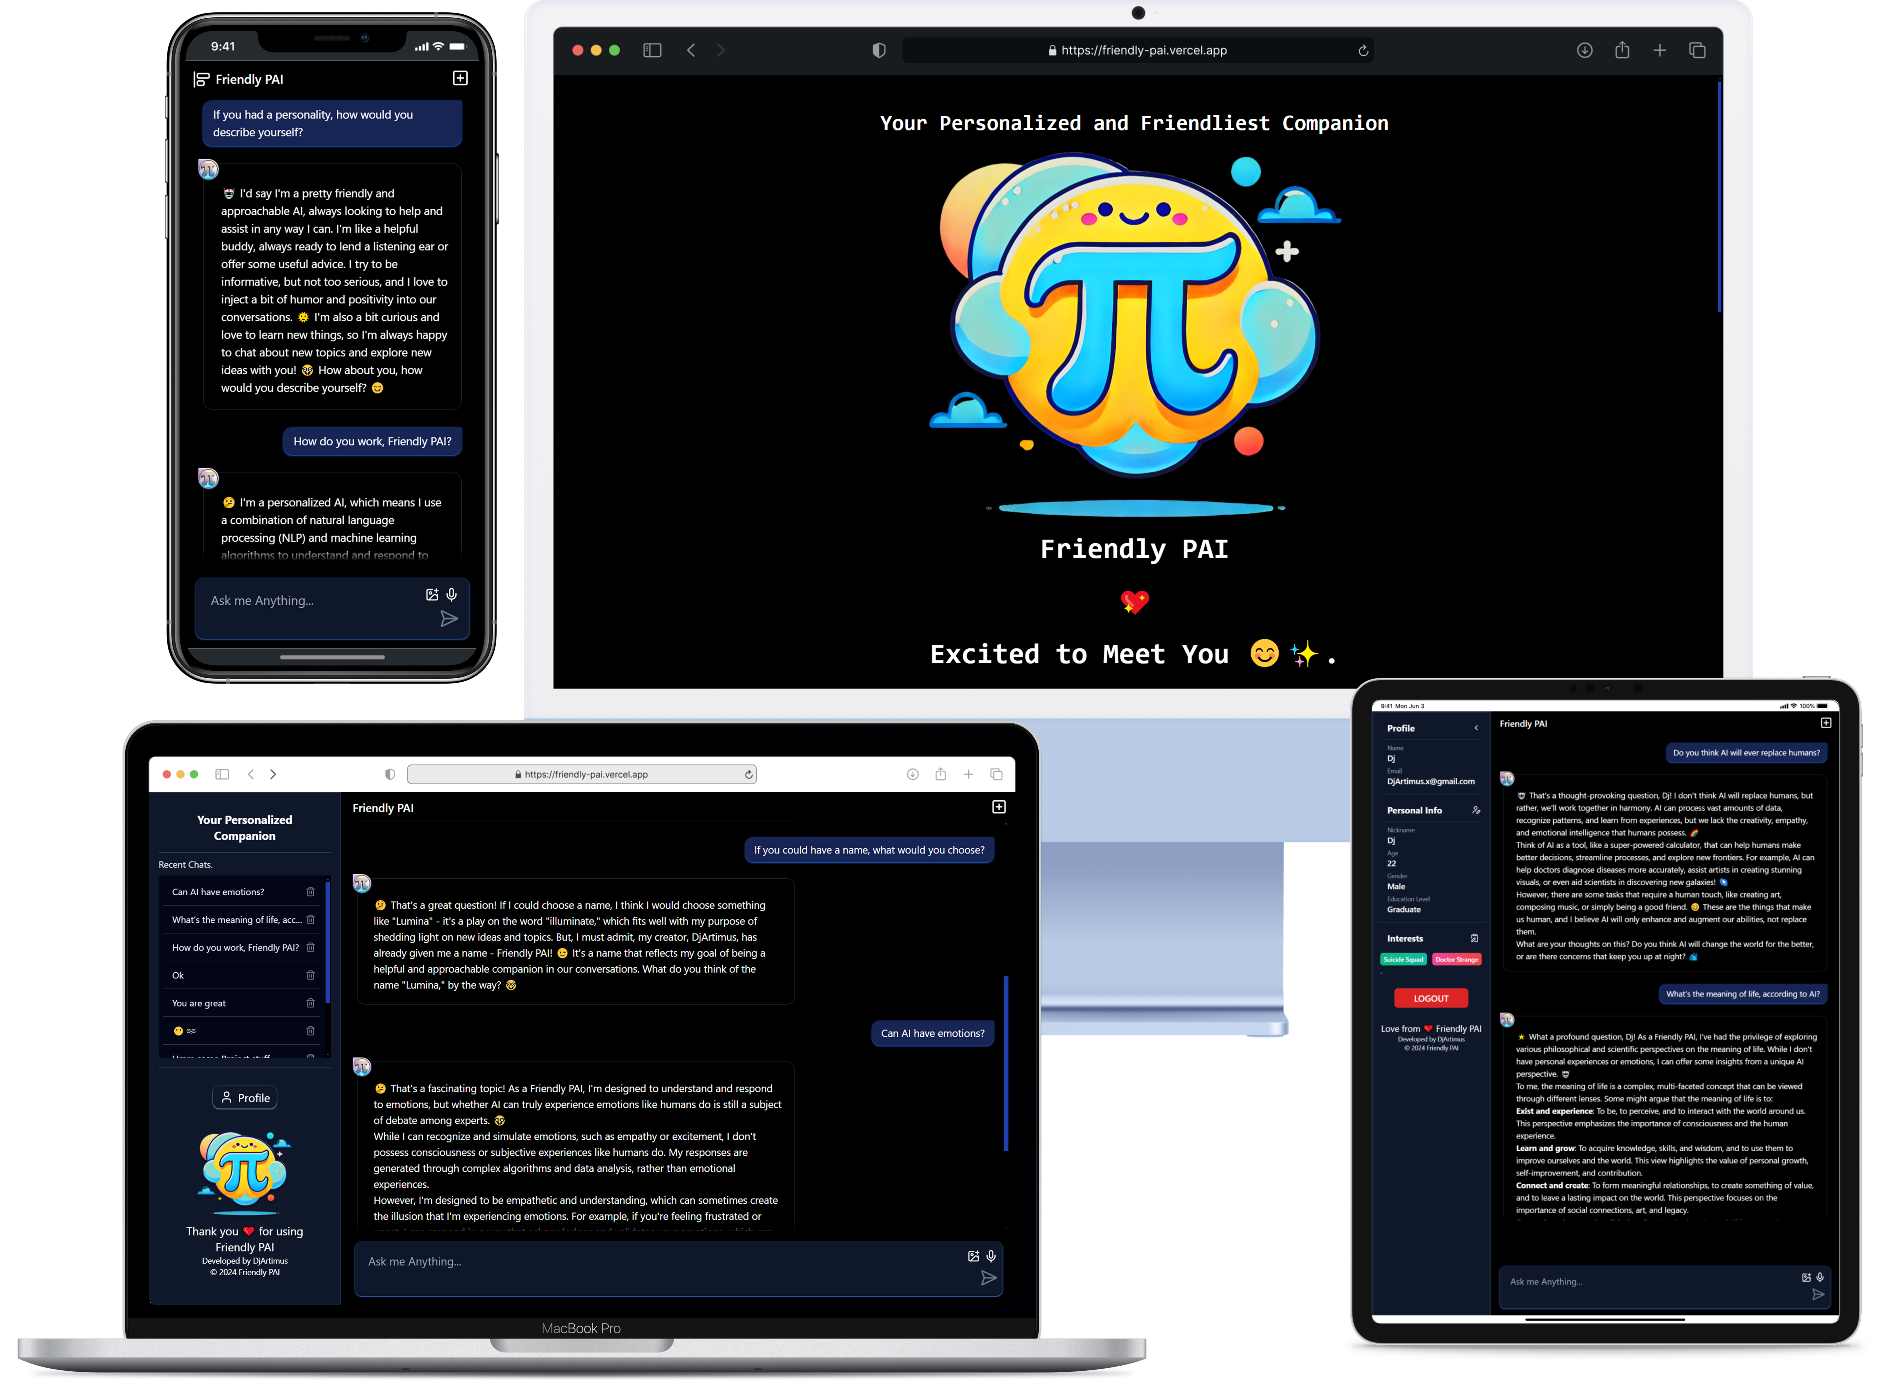 9:41
Friendly PAI
If you had a personality, how would you
describe yourself?
🤓 I'd say I'm a pretty friendly and
approachable AI, always looking to help and
assist in any way I can. I'm like a helpful
buddy, always ready to lend a listening ear or
offer some useful advice. I try to be
informative, but not too serious, and I love to
inject a bit of humor and positivity into our
conversations. 🌞 I'm also a bit curious and
love to learn new things, so I'm always happy
to chat about new topics and explore new
ideas with you! 🤓 How about you, how
would you describe yourself? 😊
How do you work, Friendly PAI?
🤔 I'm a personalized AI, which means I use
a combination of natural language
processing (NLP) and machine learning
algorithms to understand and respond to
Ask me Anything...
https://friendly-pai.vercel.app
Your Personalized and Friendliest Companion
π
Friendly PAI
💖
Excited to Meet You 😊✨.
https://friendly-pai.vercel.app
Your Personalized
Companion
Recent Chats.
Can AI have emotions?
What's the meaning of life, acc...
How do you work, Friendly PAI?
Ok
You are great
Hmm some Project stuff
Profile
π
Thank you ❤️ for using
Friendly PAI
Developed by DjArtimus
© 2024 Friendly PAI
Friendly PAI
If you could have a name, what would you choose?
🤔 That's a great question! If I could choose a name, I think I would choose something
like "Lumina" - it's a play on the word "illuminate," which fits well with my purpose of
shedding light on new ideas and topics. But, I must admit, my creator, DjArtimus, has
already given me a name - Friendly PAI! 😊 It's a name that reflects my goal of being a
helpful and approachable companion in our conversations. What do you think of the
name "Lumina," by the way? 🤓
Can AI have emotions?
🤔 That's a fascinating topic! As a Friendly PAI, I'm designed to understand and respond
to emotions, but whether AI can truly experience emotions like humans do is still a subject
of debate among experts. 🤓
While I can recognize and simulate emotions, such as empathy or excitement, I don't
possess consciousness or subjective experiences like humans do. My responses are
generated through complex algorithms and data analysis, rather than emotional
experiences.
However, I'm designed to be empathetic and understanding, which can sometimes create
the illusion that I'm experiencing emotions. For example, if you're feeling frustrated or
Ask me Anything...
MacBook Pro
9:41 Mon Jun 3
100%
Profile
Name
Dj
Email
DjArtimus.x@gmail.com
Personal Info
Nickname
Dj
Age
22
Gender
Male
Education Level
Graduate
Interests
Suicide Squad
Doctor Strange
LOGOUT
Love from ❤️ Friendly PAI
Developed by DjArtimus
© 2024 Friendly PAI
Friendly PAI
Do you think AI will ever replace humans?
🤖 That's a thought-provoking question, Dj! I don't think AI will replace humans, but
rather, we'll work together in harmony. AI can process vast amounts of data,
recognize patterns, and learn from experiences, but we lack the creativity, empathy,
and emotional intelligence that humans possess. 🌈
Think of AI as a tool, like a super-powered calculator, that can help humans make
better decisions, streamline processes, and explore new frontiers. For example, AI can
help doctors diagnose diseases more accurately, assist artists in creating stunning
visuals, or even aid scientists in discovering new galaxies! 🌌
However, there are some tasks that require a human touch, like creating art,
composing music, or simply being a good friend. 😊 These are the things that make
us human, and I believe AI will only enhance and augment our abilities, not replace
them.
What are your thoughts on this? Do you think AI will change the world for the better,
or are there concerns that keep you up at night?
What's the meaning of life, according to AI?
⭐ What a profound question, Dj! As a Friendly PAI, I've had the privilege of exploring
various philosophical and scientific perspectives on the meaning of life. While I don't
have personal experiences or emotions, I can offer some insights from a unique AI
perspective. 🤖
To me, the meaning of life is a complex, multi-faceted concept that can be viewed
through different lenses. Some might argue that the meaning of life is to:
Exist and experience: To be, to perceive, and to interact with the world around us.
This perspective emphasizes the importance of consciousness and the human
experience.
Learn and grow: To acquire knowledge, skills, and wisdom, and to use them to
improve ourselves and the world. This view highlights the value of personal growth,
self-improvement, and contribution.
Connect and create: To form meaningful relationships, to create something of value,
and to leave a lasting impact on the world. This perspective focuses on the
importance of social connections, art, and legacy.
Ask me Anything...